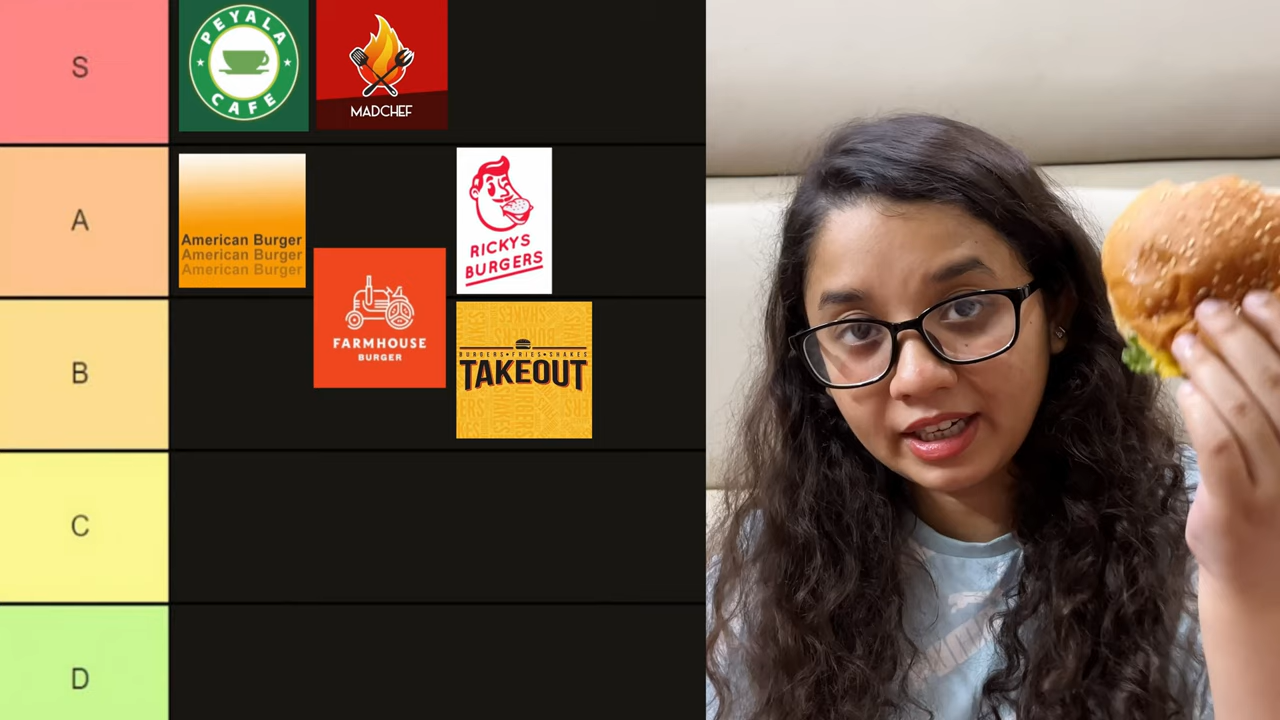 S
PEYALA
CAFE
MADCHEF
A
American Burger
American Burger
American Burger
RICKYS
BURGERS
FARMHOUSE
BURGER
B
BURGERS•FRIES•SHAKES
TAKEOUT
C
D